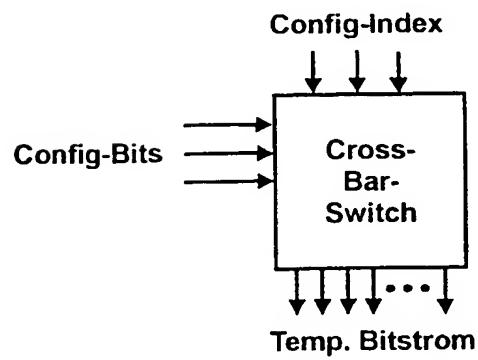 Config-Index
Config-Bits
Cross-
Bar-
Switch
Temp. Bitstrom